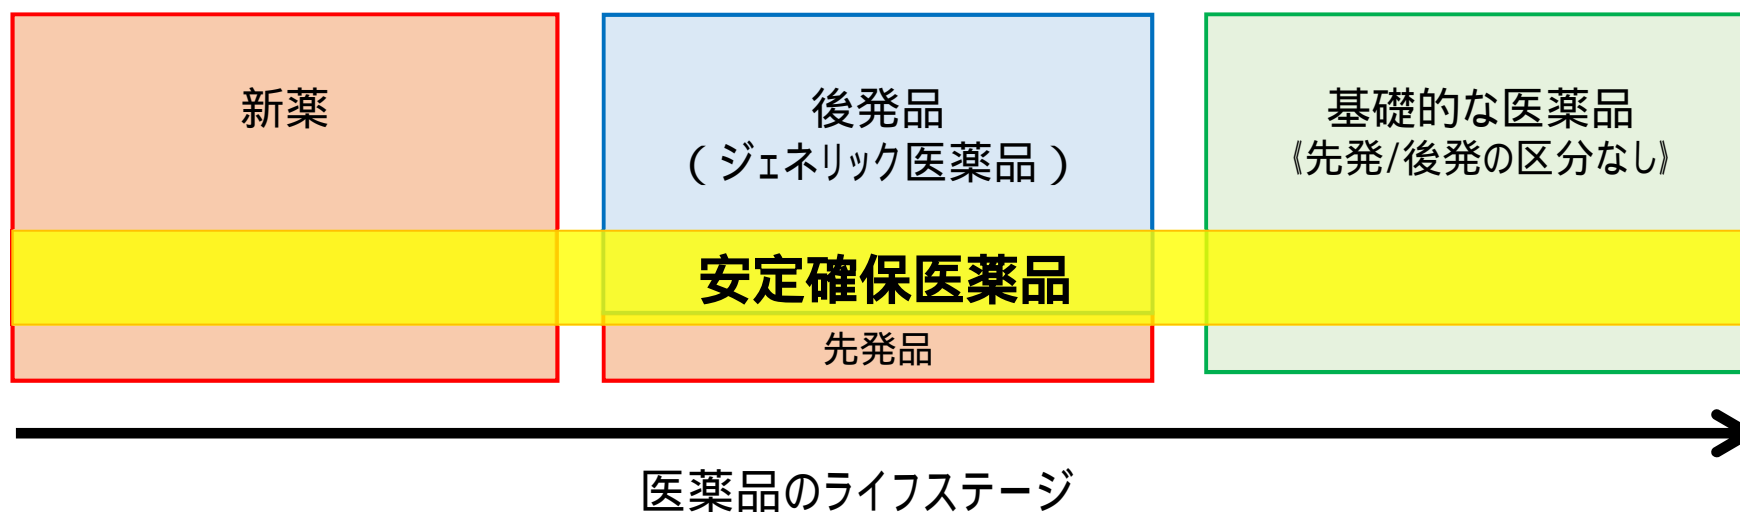 新薬
後発品
（ジェネリック医薬品）
基礎的な医薬品
《先発/後発の区分なし》
安定確保医薬品
先発品
医薬品のライフステージ